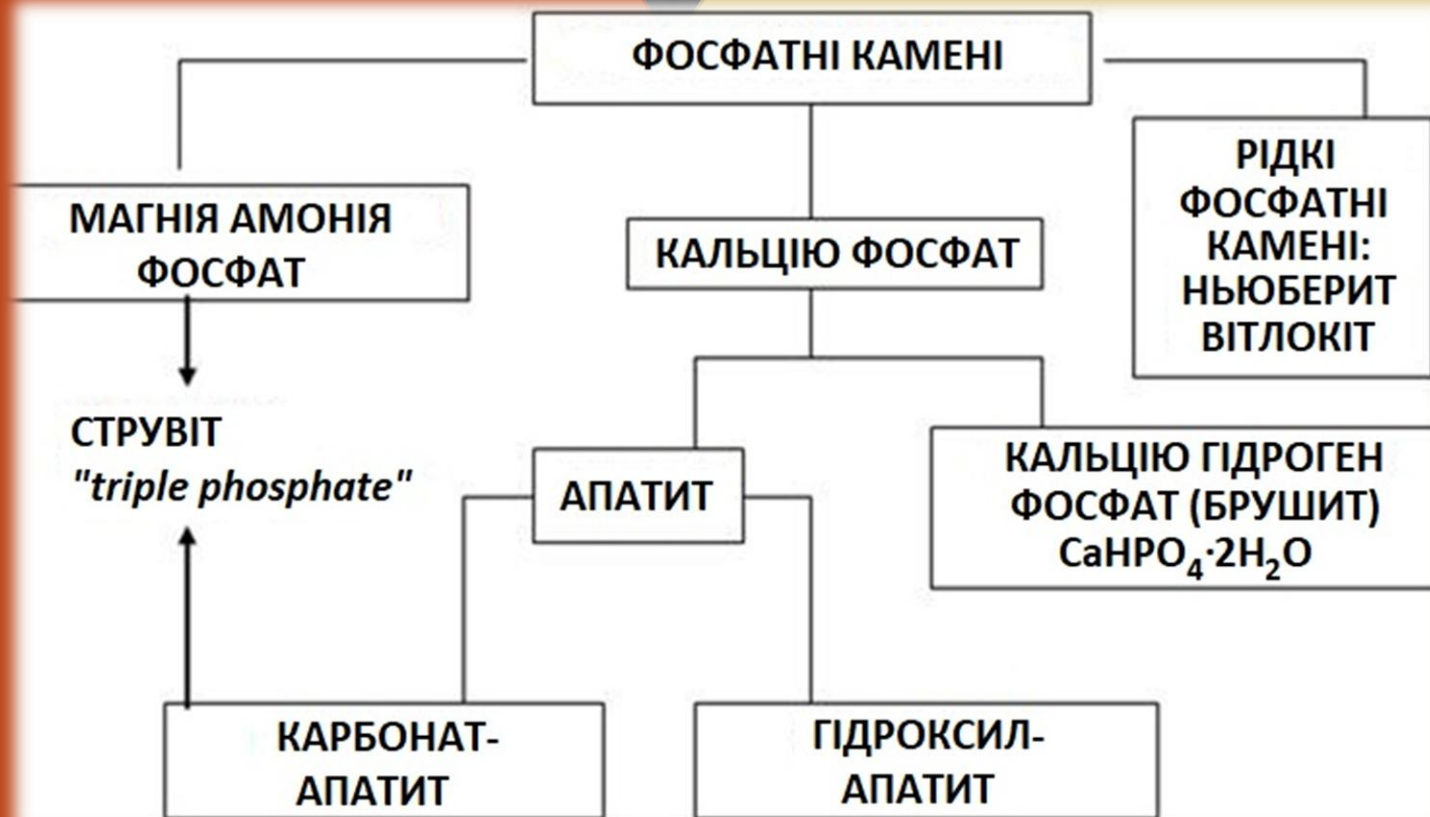 ФОСФАТНІ КАМЕНІ
МАГНІЯ АМОНІЯ
ФОСФАТ
КАЛЬЦІЮ ФОСФАТ
РІДКІ
ФОСФАТНІ
КАМЕНІ:
НЬЮБЕРИТ
ВІТЛОКІТ
СТРУВІТ
"triple phosphate"
АПАТИТ
КАЛЬЦІЮ ГІДРОГЕН
ФОСФАТ (БРУШИТ)
CaHPO₄·2H₂O
КАРБОНАТ-
АПАТИТ
ГІДРОКСИЛ-
АПАТИТ